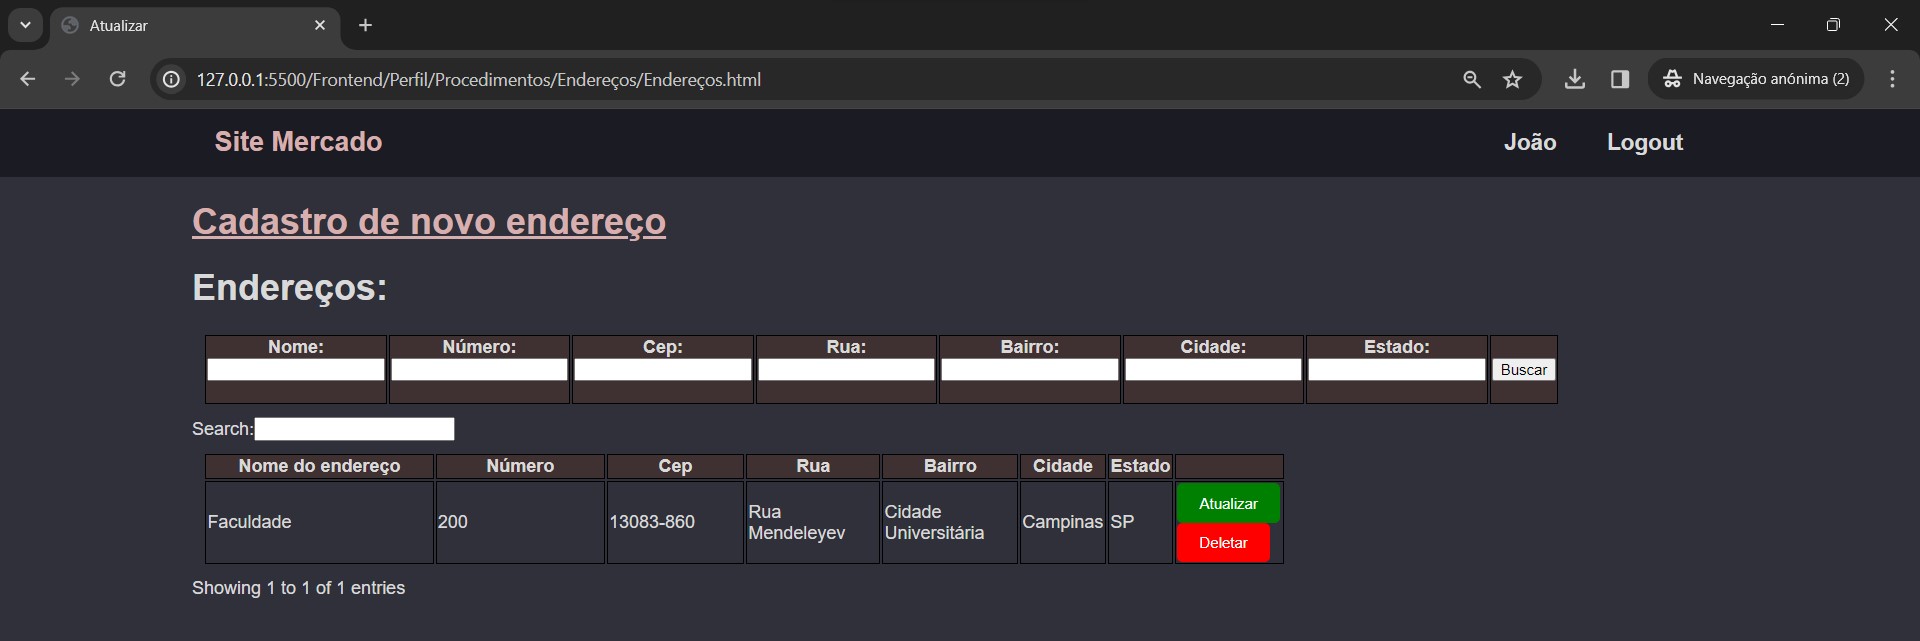 Atualizar
127.0.0.1:5500/Frontend/Perfil/Procedimentos/Endereços/Endereços.html
Navegação anónima (2)
Site Mercado
João
Logout
Cadastro de novo endereço
Endereços:
Nome: Número: Cep: Rua: Bairro: Cidade: Estado:
Buscar
Search:
Nome do endereço Número Cep Rua Bairro Cidade Estado
Faculdade 200 13083-860 Rua Mendeleyev Cidade Universitária Campinas SP
Atualizar
Deletar
Showing 1 to 1 of 1 entries